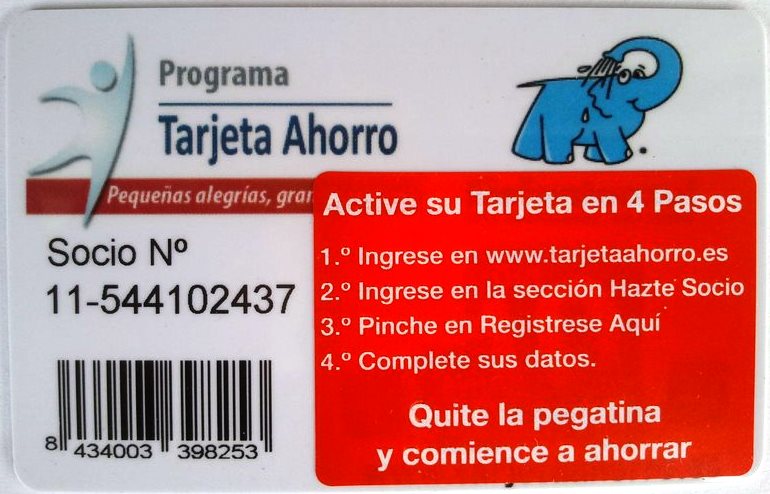 Programa
Tarjeta Ahorro
Pequeñas alegrías,
Active su Tarjeta en 4 Pasos
1.º Ingrese en www.tarjetaahorro.es
2.º Ingrese en la sección Hazte Socio
3.º Pinche en Registrese Aquí
4.º Complete sus datos.
Quite la pegatina
y comience a ahorrar
Socio Nº
11-544102437
8 434003 398253